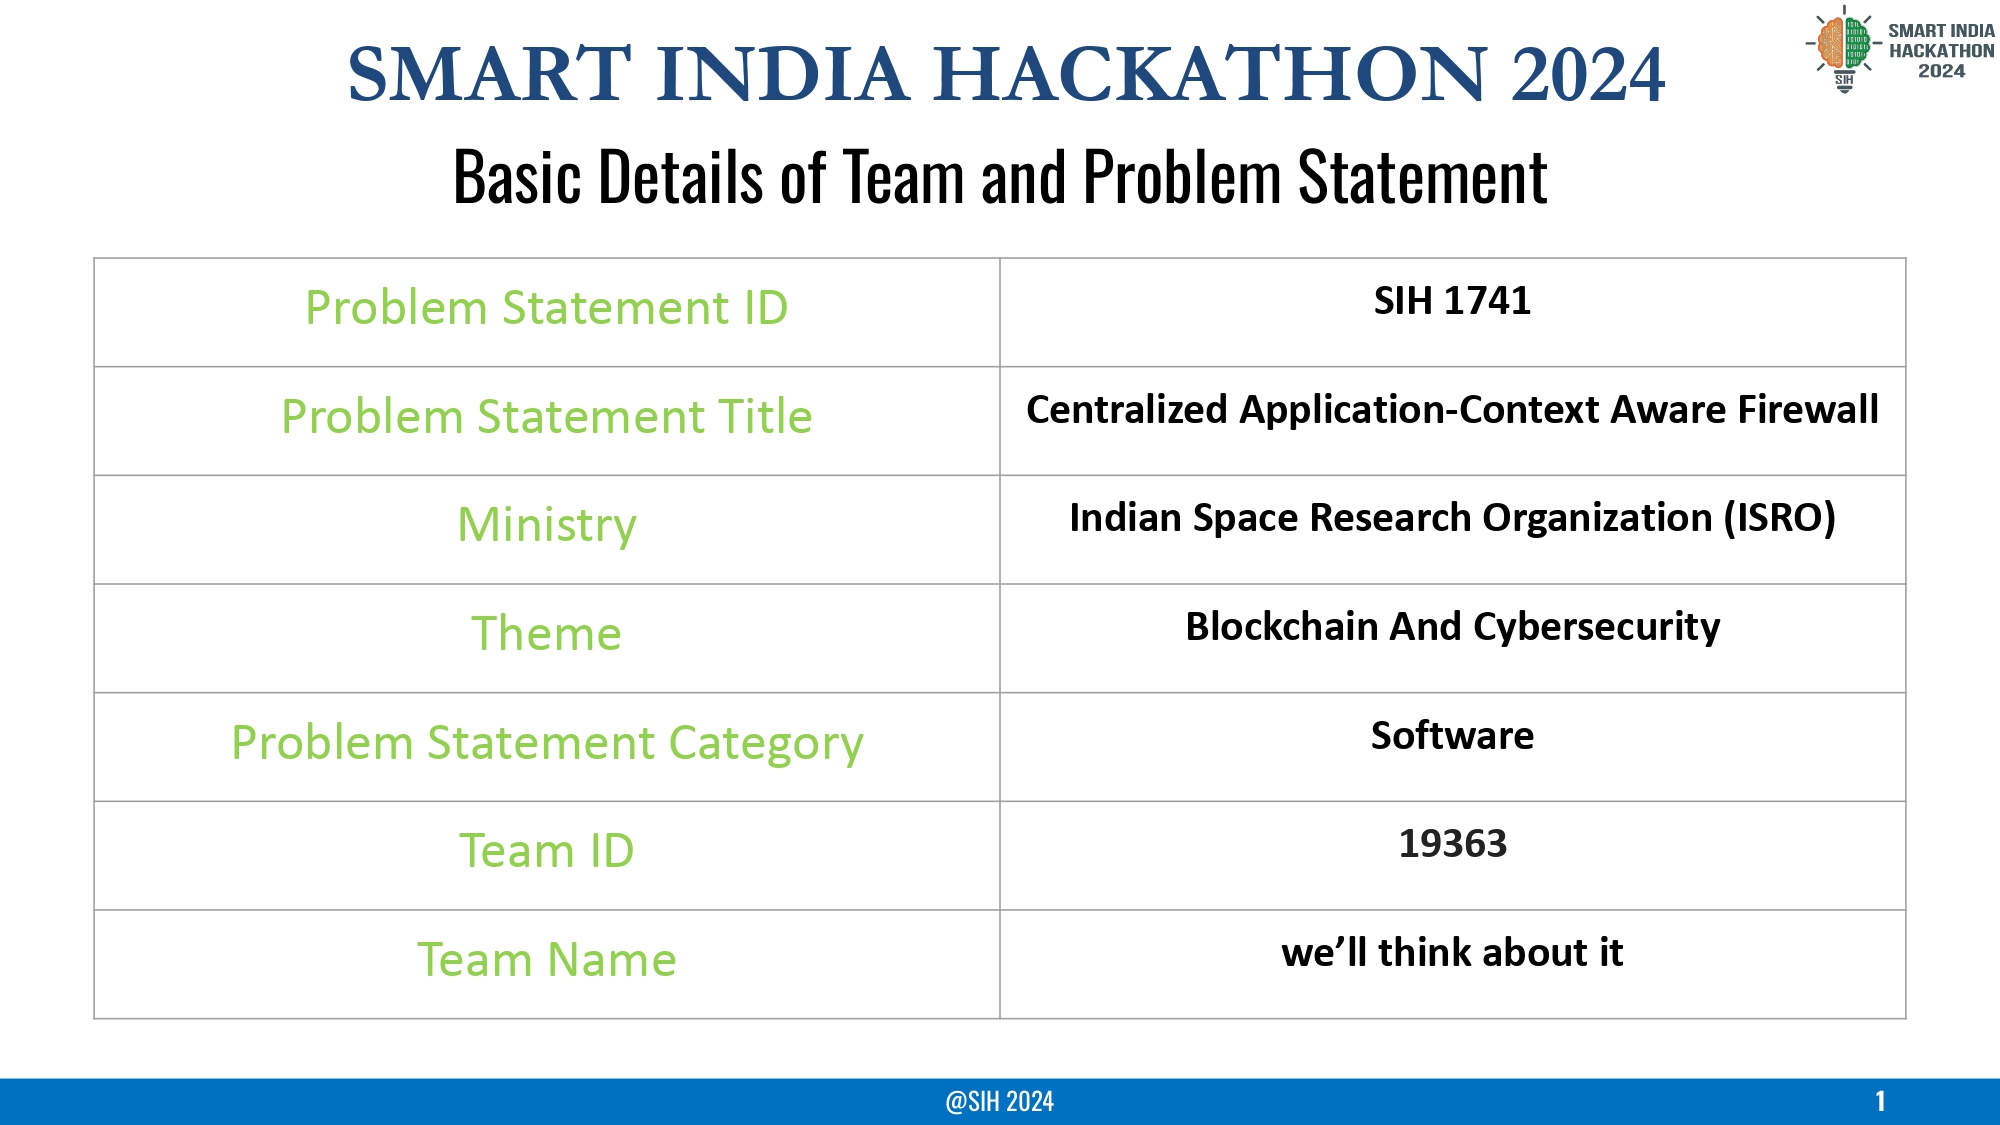 SMART INDIA HACKATHON 2024
SIH
SMART INDIA
HACKATHON
2024
Basic Details of Team and Problem Statement
Problem Statement ID
SIH 1741
Problem Statement Title
Centralized Application-Context Aware Firewall
Ministry
Indian Space Research Organization (ISRO)
Theme
Blockchain And Cybersecurity
Problem Statement Category
Software
Team ID
19363
Team Name
we’ll think about it
@SIH 2024
1